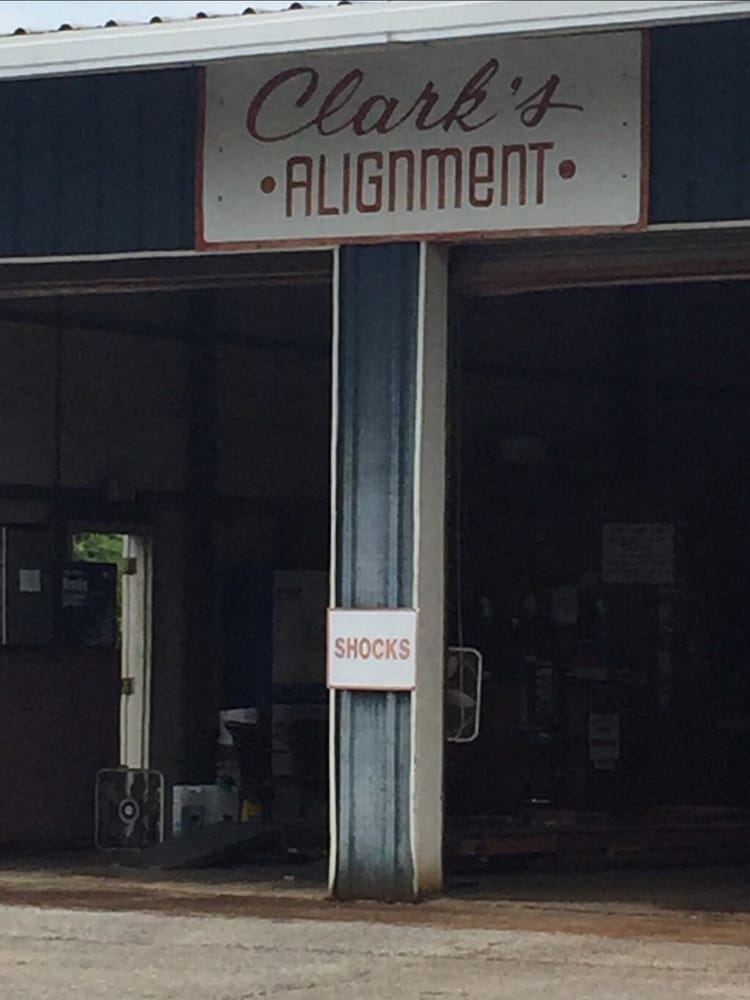 Clark's
• ALIGNMENT •
SHOCKS